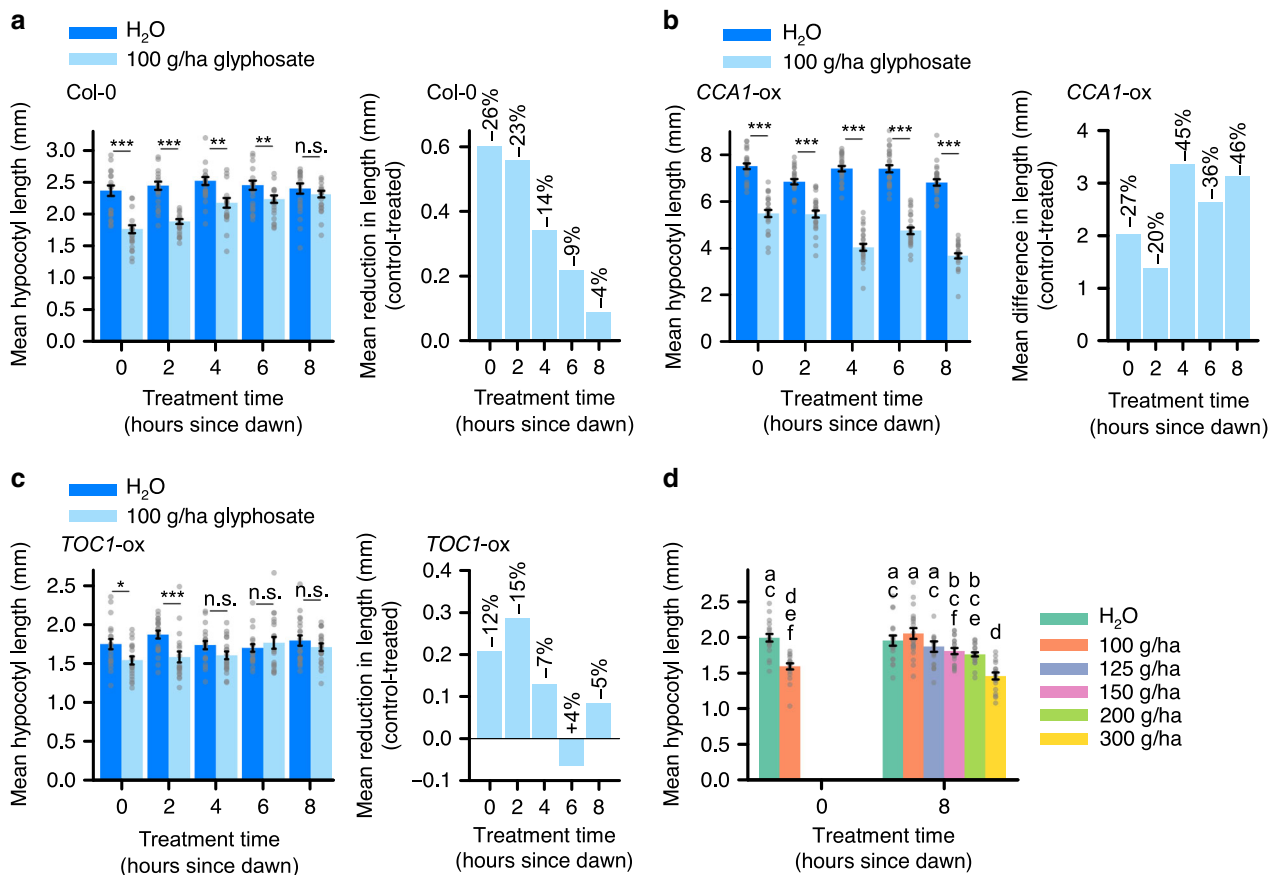 a
H₂O
100 g/ha glyphosate
Col-0
Mean hypocotyl length (mm)
3.0
2.5
2.0
1.5
1.0
0.5
0.0
*** *** ** ** n.s.
0 2 4 6 8
Treatment time
(hours since dawn)
Col-0
Mean reduction in length (mm)
(control-treated)
0.6
0.4
0.2
0.0
–26%
–23%
–14%
–9%
–4%
0 2 4 6 8
Treatment time
(hours since dawn)
b
H₂O
100 g/ha glyphosate
CCA1-ox
Mean hypocotyl length (mm)
8
6
4
2
0
*** *** *** *** ***
0 2 4 6 8
Treatment time
(hours since dawn)
CCA1-ox
Mean difference in length (mm)
(control-treated)
4
3
2
1
0
–27%
–20%
–45%
–36%
–46%
0 2 4 6 8
Treatment time
(hours since dawn)
c
H₂O
100 g/ha glyphosate
TOC1-ox
Mean hypocotyl length (mm)
2.5
2.0
1.5
1.0
0.5
0.0
* *** n.s. n.s. n.s.
0 2 4 6 8
Treatment time
(hours since dawn)
TOC1-ox
Mean reduction in length (mm)
(control-treated)
0.4
0.3
0.2
0.1
0.0
–0.1
–12%
–15%
–7%
+4%
–5%
0 2 4 6 8
Treatment time
(hours since dawn)
d
Mean hypocotyl length (mm)
2.5
2.0
1.5
1.0
0.5
0.0
a
c
d
e
f
a
c
a
a
c
b
c
f
b
c
e
d
0 8
Treatment time
(hours since dawn)
H₂O
100 g/ha
125 g/ha
150 g/ha
200 g/ha
300 g/ha